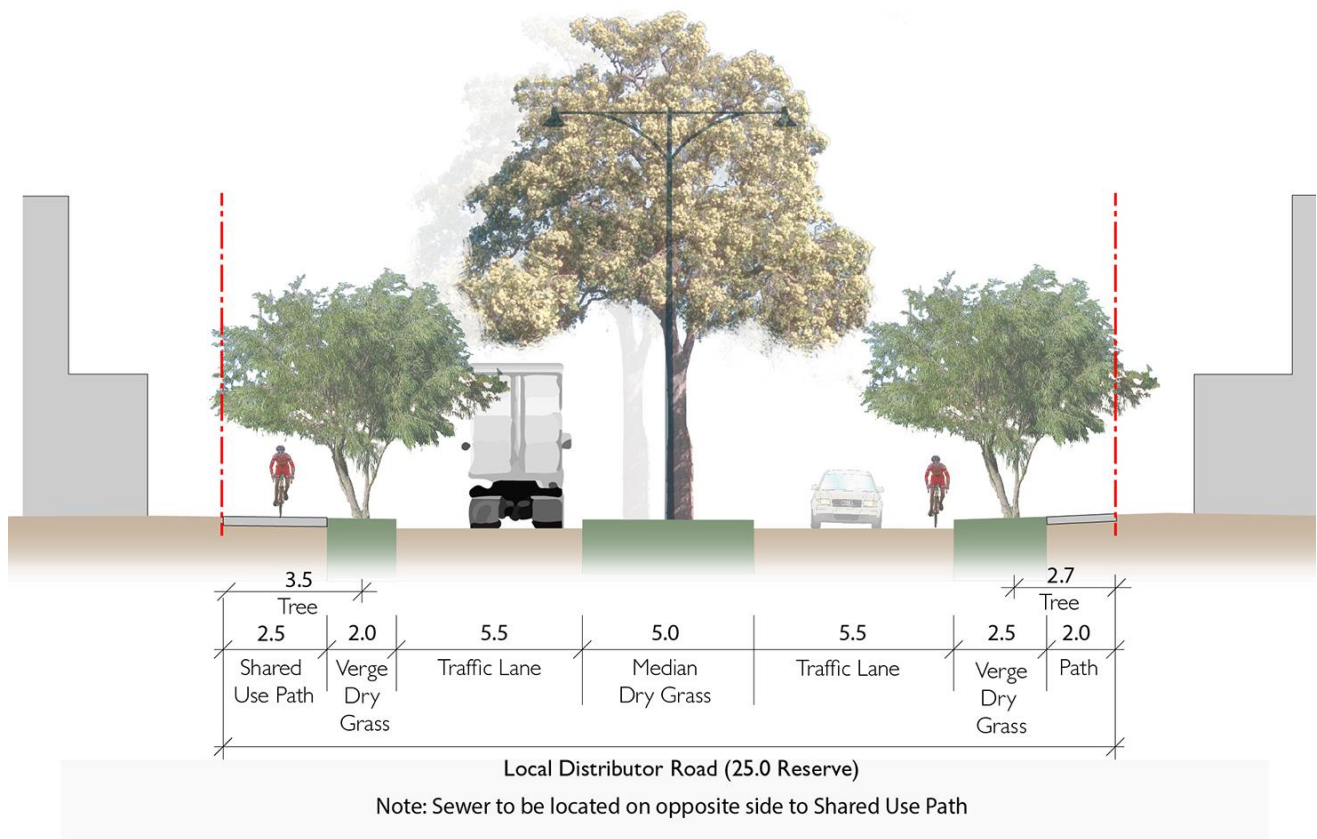 3.5
Tree
2.7
Tree
2.5 2.0 5.5 5.0 5.5 2.5 2.0
Shared
Use Path
Verge
Dry
Grass
Traffic Lane
Median
Dry Grass
Traffic Lane
Verge
Dry
Grass
Path
Local Distributor Road (25.0 Reserve)
Note: Sewer to be located on opposite side to Shared Use Path